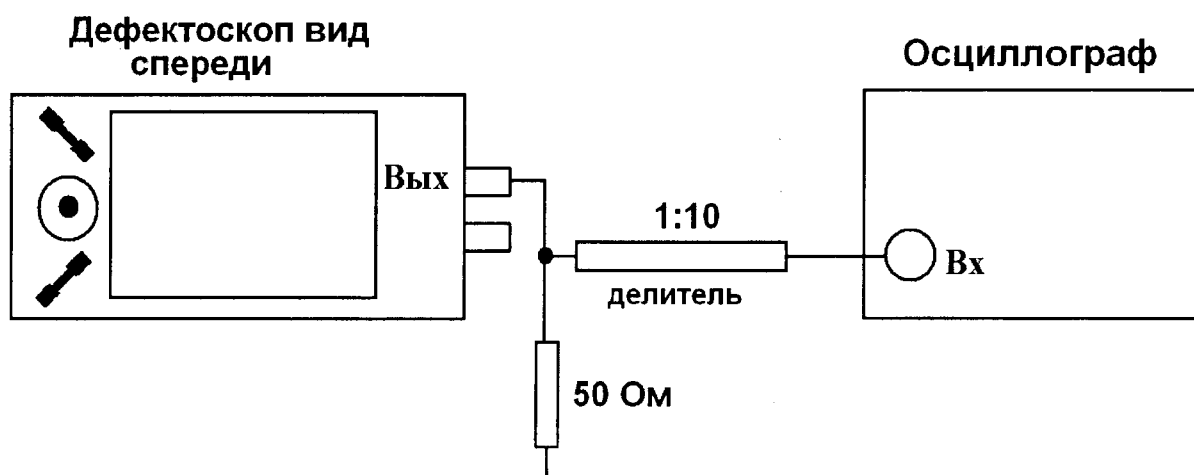 Дефектоскоп вид
спереди
Осциллограф
Вых
1:10
Вх
делитель
50 Ом